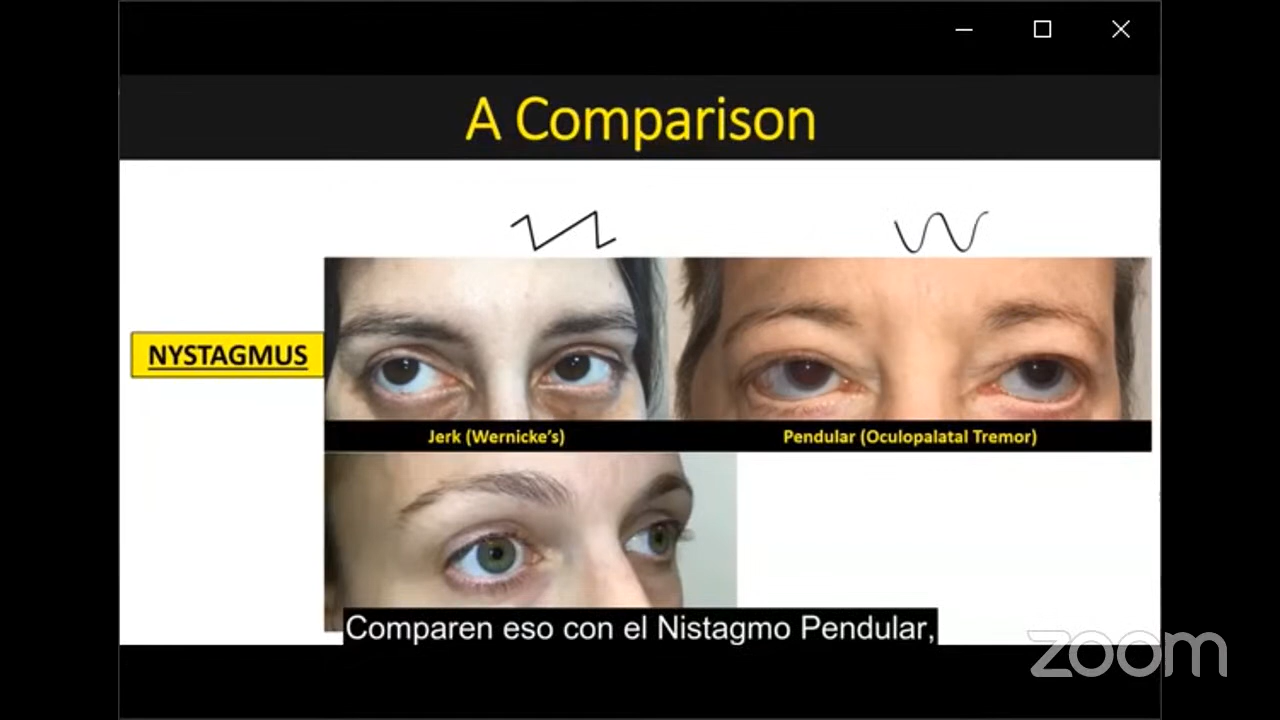 A Comparison
NYSTAGMUS
Jerk (Wernicke's)
Pendular (Oculopalatal Tremor)
Comparen eso con el Nistagmo Pendular,
zoom